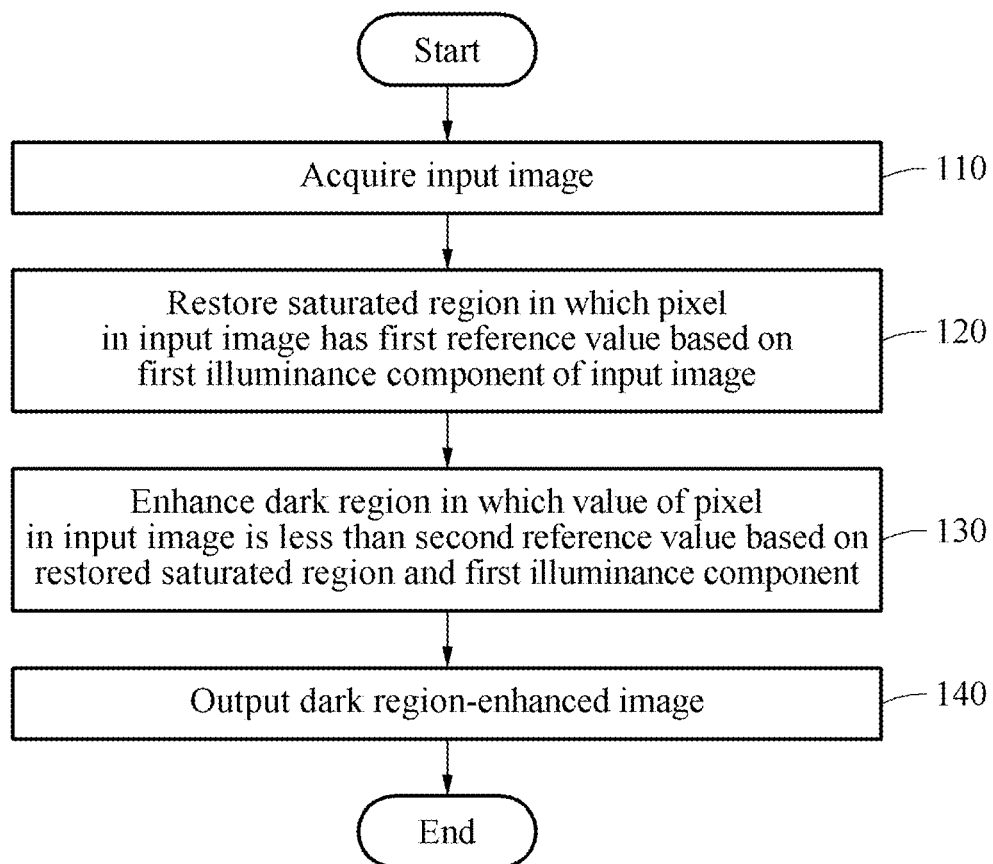 Start
Acquire input image
110
Restore saturated region in which pixel
in input image has first reference value based on
first illuminance component of input image
120
Enhance dark region in which value of pixel
in input image is less than second reference value based on
restored saturated region and first illuminance component
130
Output dark region-enhanced image
140
End